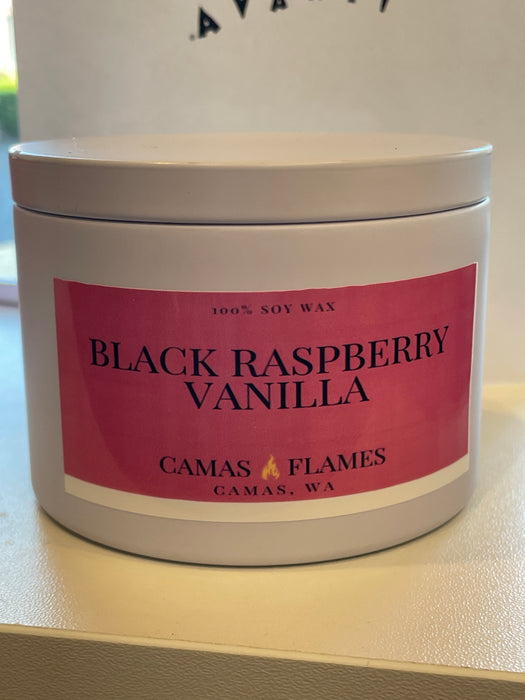 100% SOY WAX
BLACK RASPBERRY
VANILLA
CAMAS FLAMES
CAMAS, WA